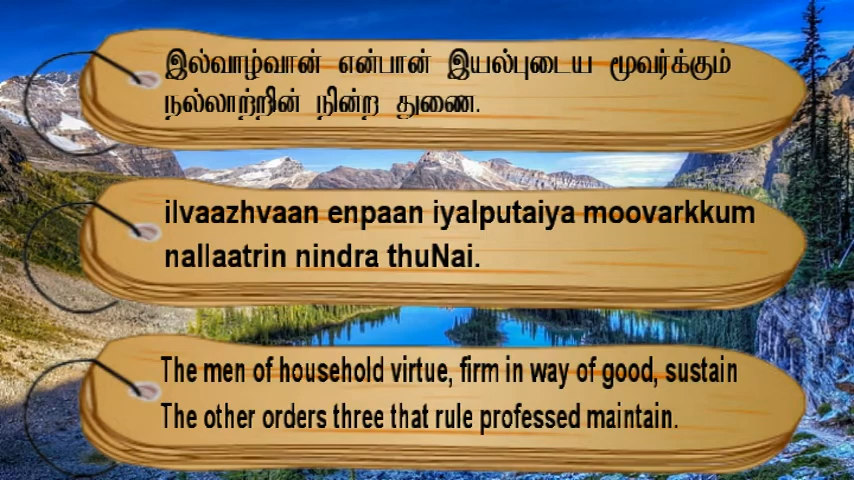 இல்வாழ்வான் என்பான் இயல்புடைய மூவர்க்கும்
நல்லாற்றின் நின்ற துணை.
ilvaazhvaan enpaan iyalputaiya moovarkkum
nallaatrin nindra thuNai.
The men of household virtue, firm in way of good, sustain
The other orders three that rule professed maintain.